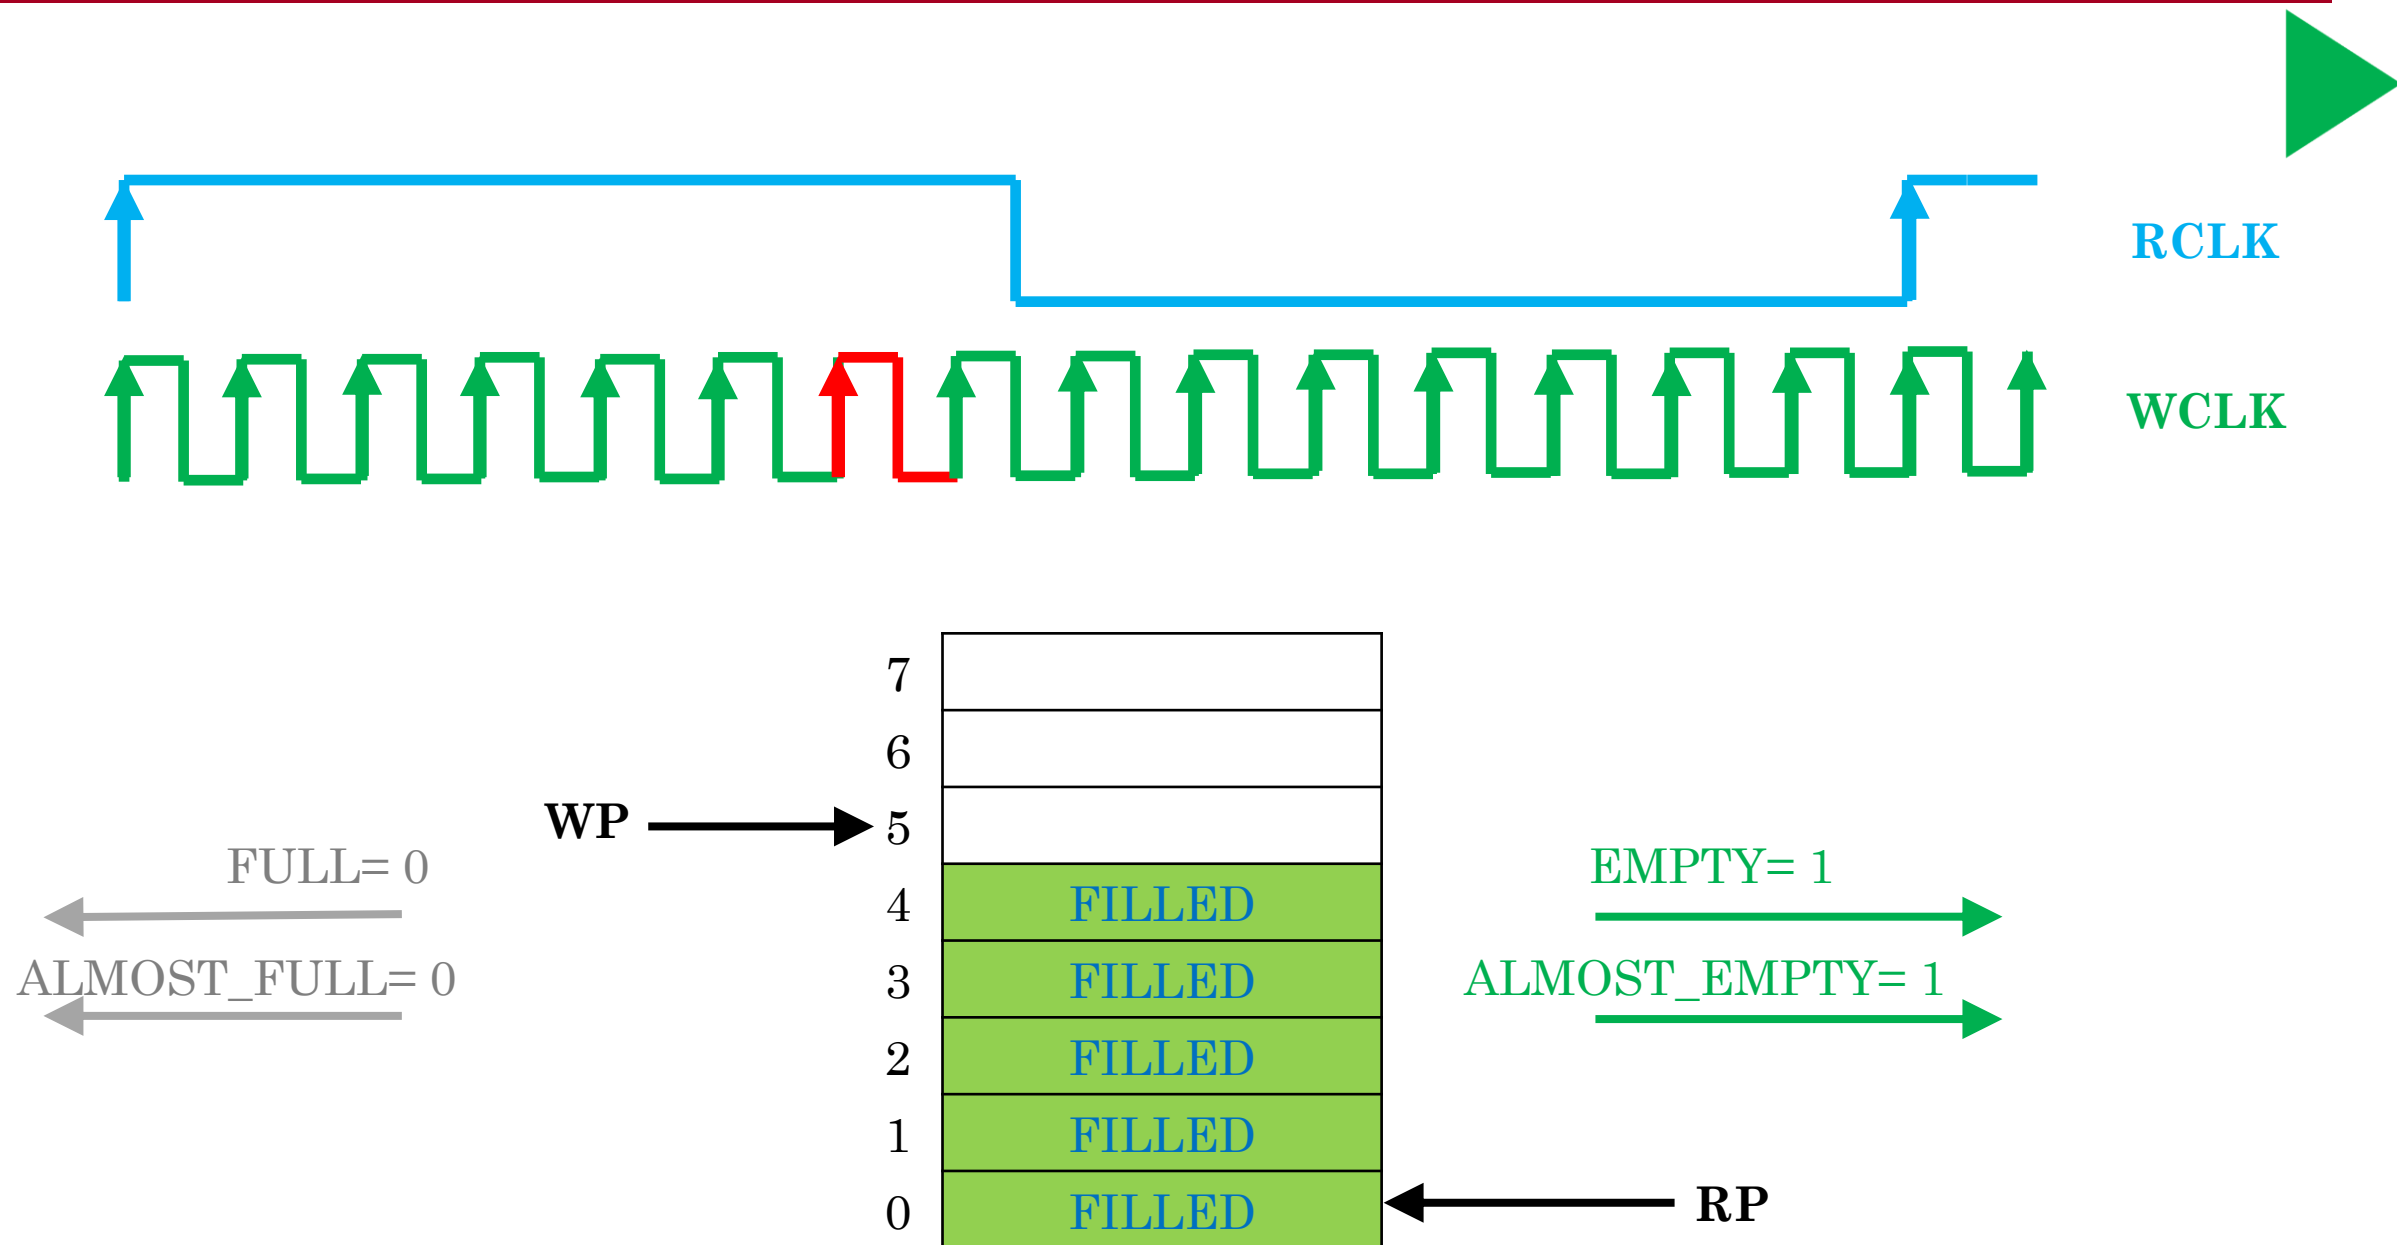 RCLK
WCLK
7
6
WP
5
FULL= 0
EMPTY= 1
4 FILLED
ALMOST_FULL= 0
3 FILLED
ALMOST_EMPTY= 1
2 FILLED
1 FILLED
0 FILLED
RP